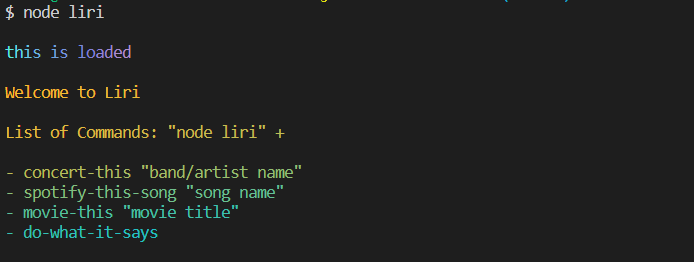 $ node liri
this is loaded
Welcome to Liri
List of Commands: "node liri" +
- concert-this "band/artist name"
- spotify-this-song "song name"
- movie-this "movie title"
- do-what-it-says